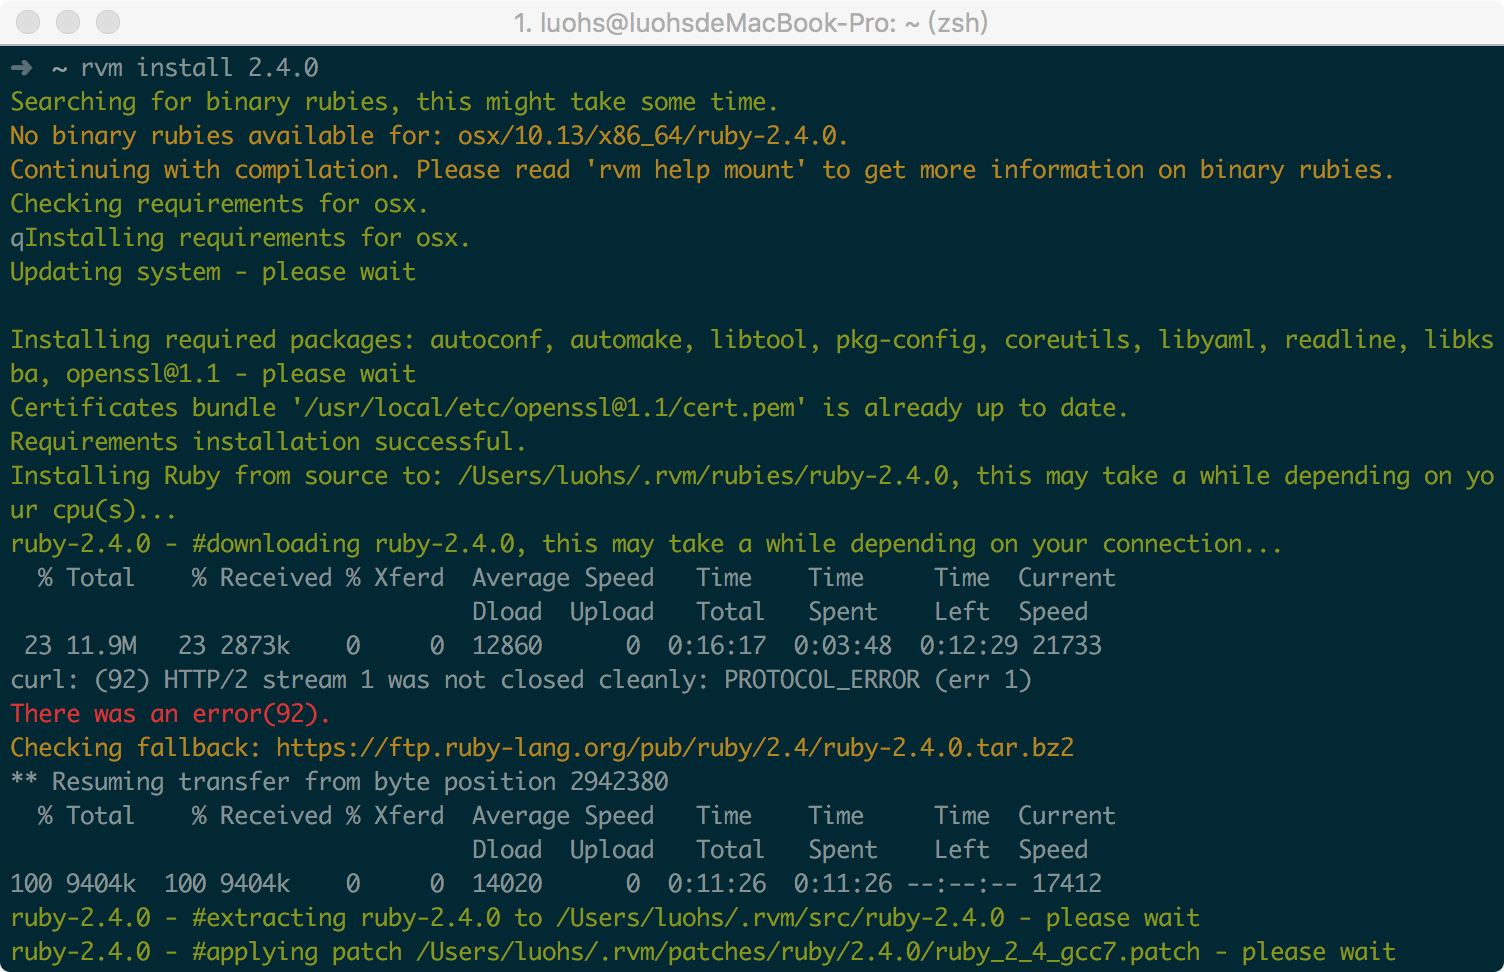 1. luohs@luohsdeMacBook-Pro: ~ (zsh)
➜ ~ rvm install 2.4.0
Searching for binary rubies, this might take some time.
No binary rubies available for: osx/10.13/x86_64/ruby-2.4.0.
Continuing with compilation. Please read 'rvm help mount' to get more information on binary rubies.
Checking requirements for osx.
qInstalling requirements for osx.
Updating system - please wait
Installing required packages: autoconf, automake, libtool, pkg-config, coreutils, libyaml, readline, libks
ba, openssl@1.1 - please wait
Certificates bundle '/usr/local/etc/openssl@1.1/cert.pem' is already up to date.
Requirements installation successful.
Installing Ruby from source to: /Users/luohs/.rvm/rubies/ruby-2.4.0, this may take a while depending on yo
ur cpu(s)...
ruby-2.4.0 - #downloading ruby-2.4.0, this may take a while depending on your connection...
  % Total    % Received % Xferd  Average Speed   Time    Time     Time  Current
                                 Dload  Upload   Total   Spent    Left  Speed
 23 11.9M   23 2873k    0     0  12860      0  0:16:17  0:03:48  0:12:29 21733
curl: (92) HTTP/2 stream 1 was not closed cleanly: PROTOCOL_ERROR (err 1)
There was an error(92).
Checking fallback: https://ftp.ruby-lang.org/pub/ruby/2.4/ruby-2.4.0.tar.bz2
** Resuming transfer from byte position 2942380
  % Total    % Received % Xferd  Average Speed   Time    Time     Time  Current
                                 Dload  Upload   Total   Spent    Left  Speed
100 9404k  100 9404k    0     0  14020      0  0:11:26  0:11:26 --:--:-- 17412
ruby-2.4.0 - #extracting ruby-2.4.0 to /Users/luohs/.rvm/src/ruby-2.4.0 - please wait
ruby-2.4.0 - #applying patch /Users/luohs/.rvm/patches/ruby/2.4.0/ruby_2_4_gcc7.patch - please wait